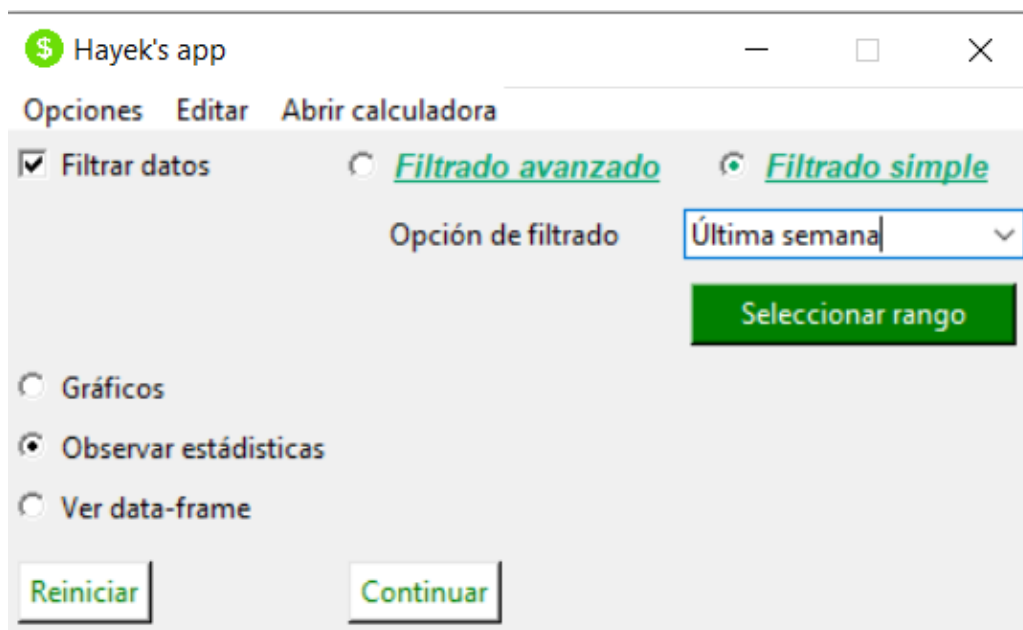 $ Hayek's app
Opciones Editar Abrir calculadora
Filtrar datos Filtrado avanzado Filtrado simple
Opción de filtrado Última semana
Seleccionar rango
Gráficos
Observar estádisticas
Ver data-frame
Reiniciar Continuar